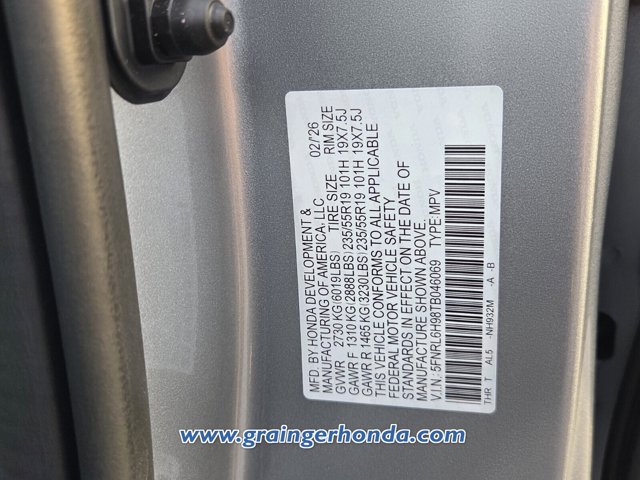 MFD. BY HONDA DEVELOPMENT & 02/'26
MANUFACTURING OF AMERICA, LLC
GVWR 2730 KG(6019LBS) TIRE SIZE RIM SIZE
GAWR F 1310 KG(2888LBS) 235/55R19 101H 19X7.5J
GAWR R 1465 KG(3230LBS) 235/55R19 101H 19X7.5J
THIS VEHICLE CONFORMS TO ALL APPLICABLE
FEDERAL MOTOR VEHICLE SAFETY
STANDARDS IN EFFECT ON THE DATE OF
MANUFACTURE SHOWN ABOVE.
V.I.N.:5FNRL6H98TB046069 TYPE:MPV
THR T AL5 -NH932M -A -B
www.graingerhonda.com